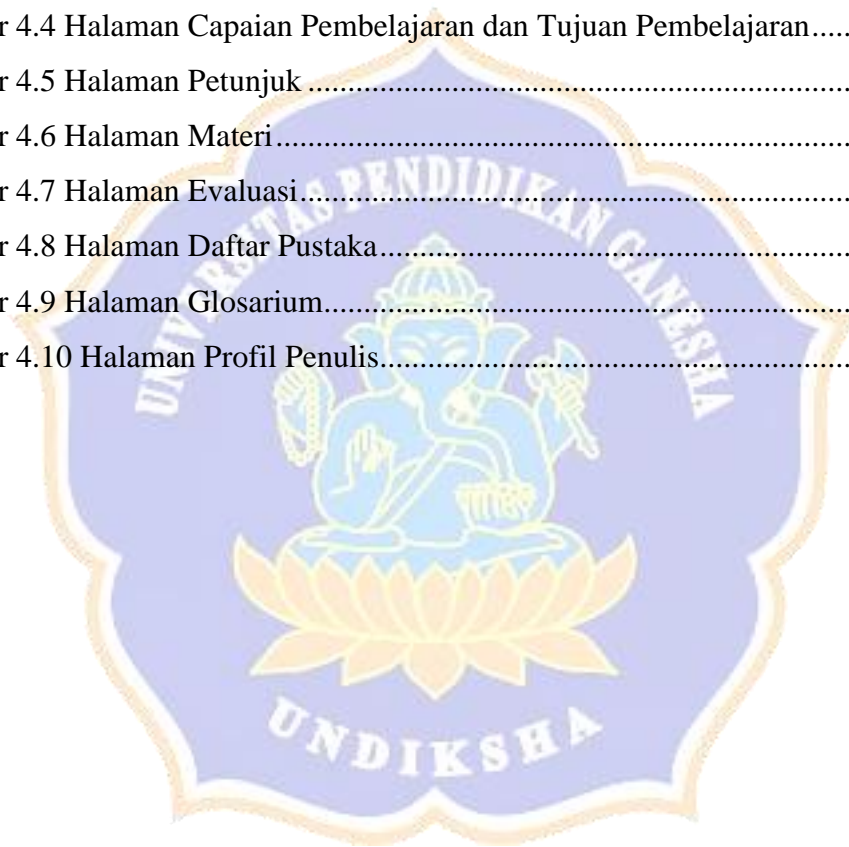 r 4.4 Halaman Capaian Pembelajaran dan Tujuan Pembelajaran.....
r 4.5 Halaman Petunjuk......................................................................
r 4.6 Halaman Materi..........................................................................
r 4.7 Halaman Evaluasi.......................................................................
r 4.8 Halaman Daftar Pustaka............................................................
r 4.9 Halaman Glosarium...................................................................
r 4.10 Halaman Profil Penulis............................................................
UNIVERSITAS PENDIDIKAN GANESHA
UNDIKSHA